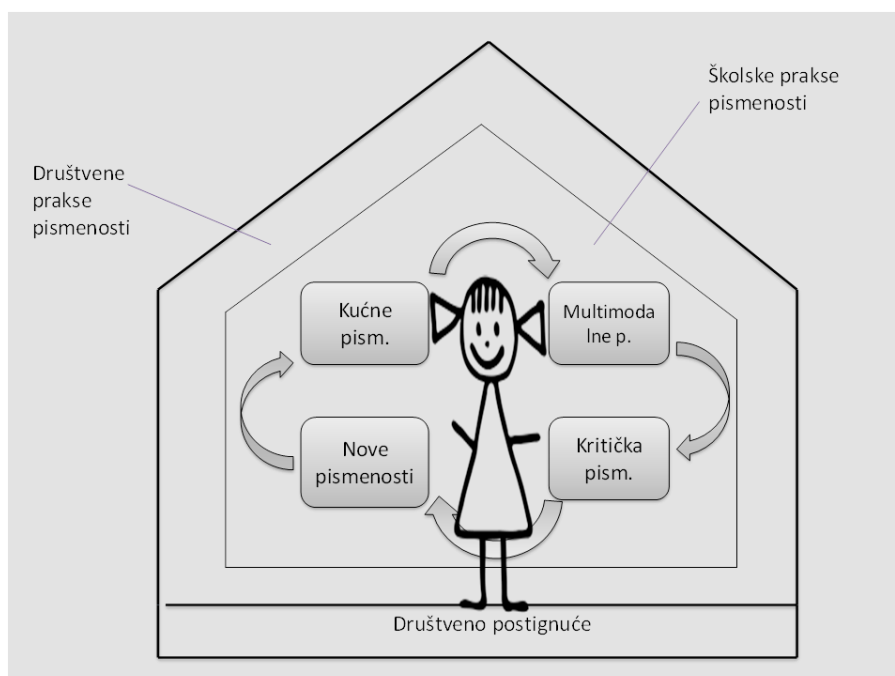 Školske prakse
pismenosti
Društvene
prakse
pismenosti
Kućne
pism.
Multimoda
lne p.
Nove
pismenosti
Kritička
pism.
Društveno postignuće